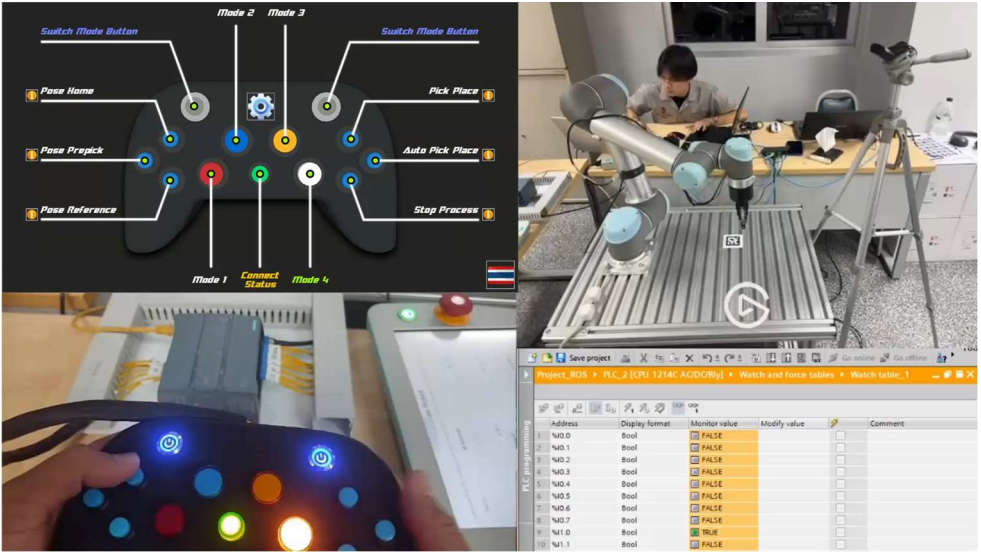 Mode 2
Mode 3
Switch Mode Button
Switch Mode Button
Pose Home
Pick Place
Pose Prepick
Auto Pick Place
Pose Reference
Stop Process
Mode 1
Connect
Status
Mode 4
Save project
Go online
Go offline
Project_ROS
PLC_2 [CPU 1214C AC/DC/Rly]
Watch and force tables
Watch table_1
PLC programming
Address Display format Monitor value Modify value Comment
1 %I0.0 Bool FALSE
2 %I0.1 Bool FALSE
3 %I0.2 Bool FALSE
4 %I0.3 Bool FALSE
5 %I0.4 Bool FALSE
6 %I0.5 Bool FALSE
7 %I0.6 Bool FALSE
8 %I0.7 Bool FALSE
9 %I1.0 Bool TRUE
10 %I1.1 Bool FALSE